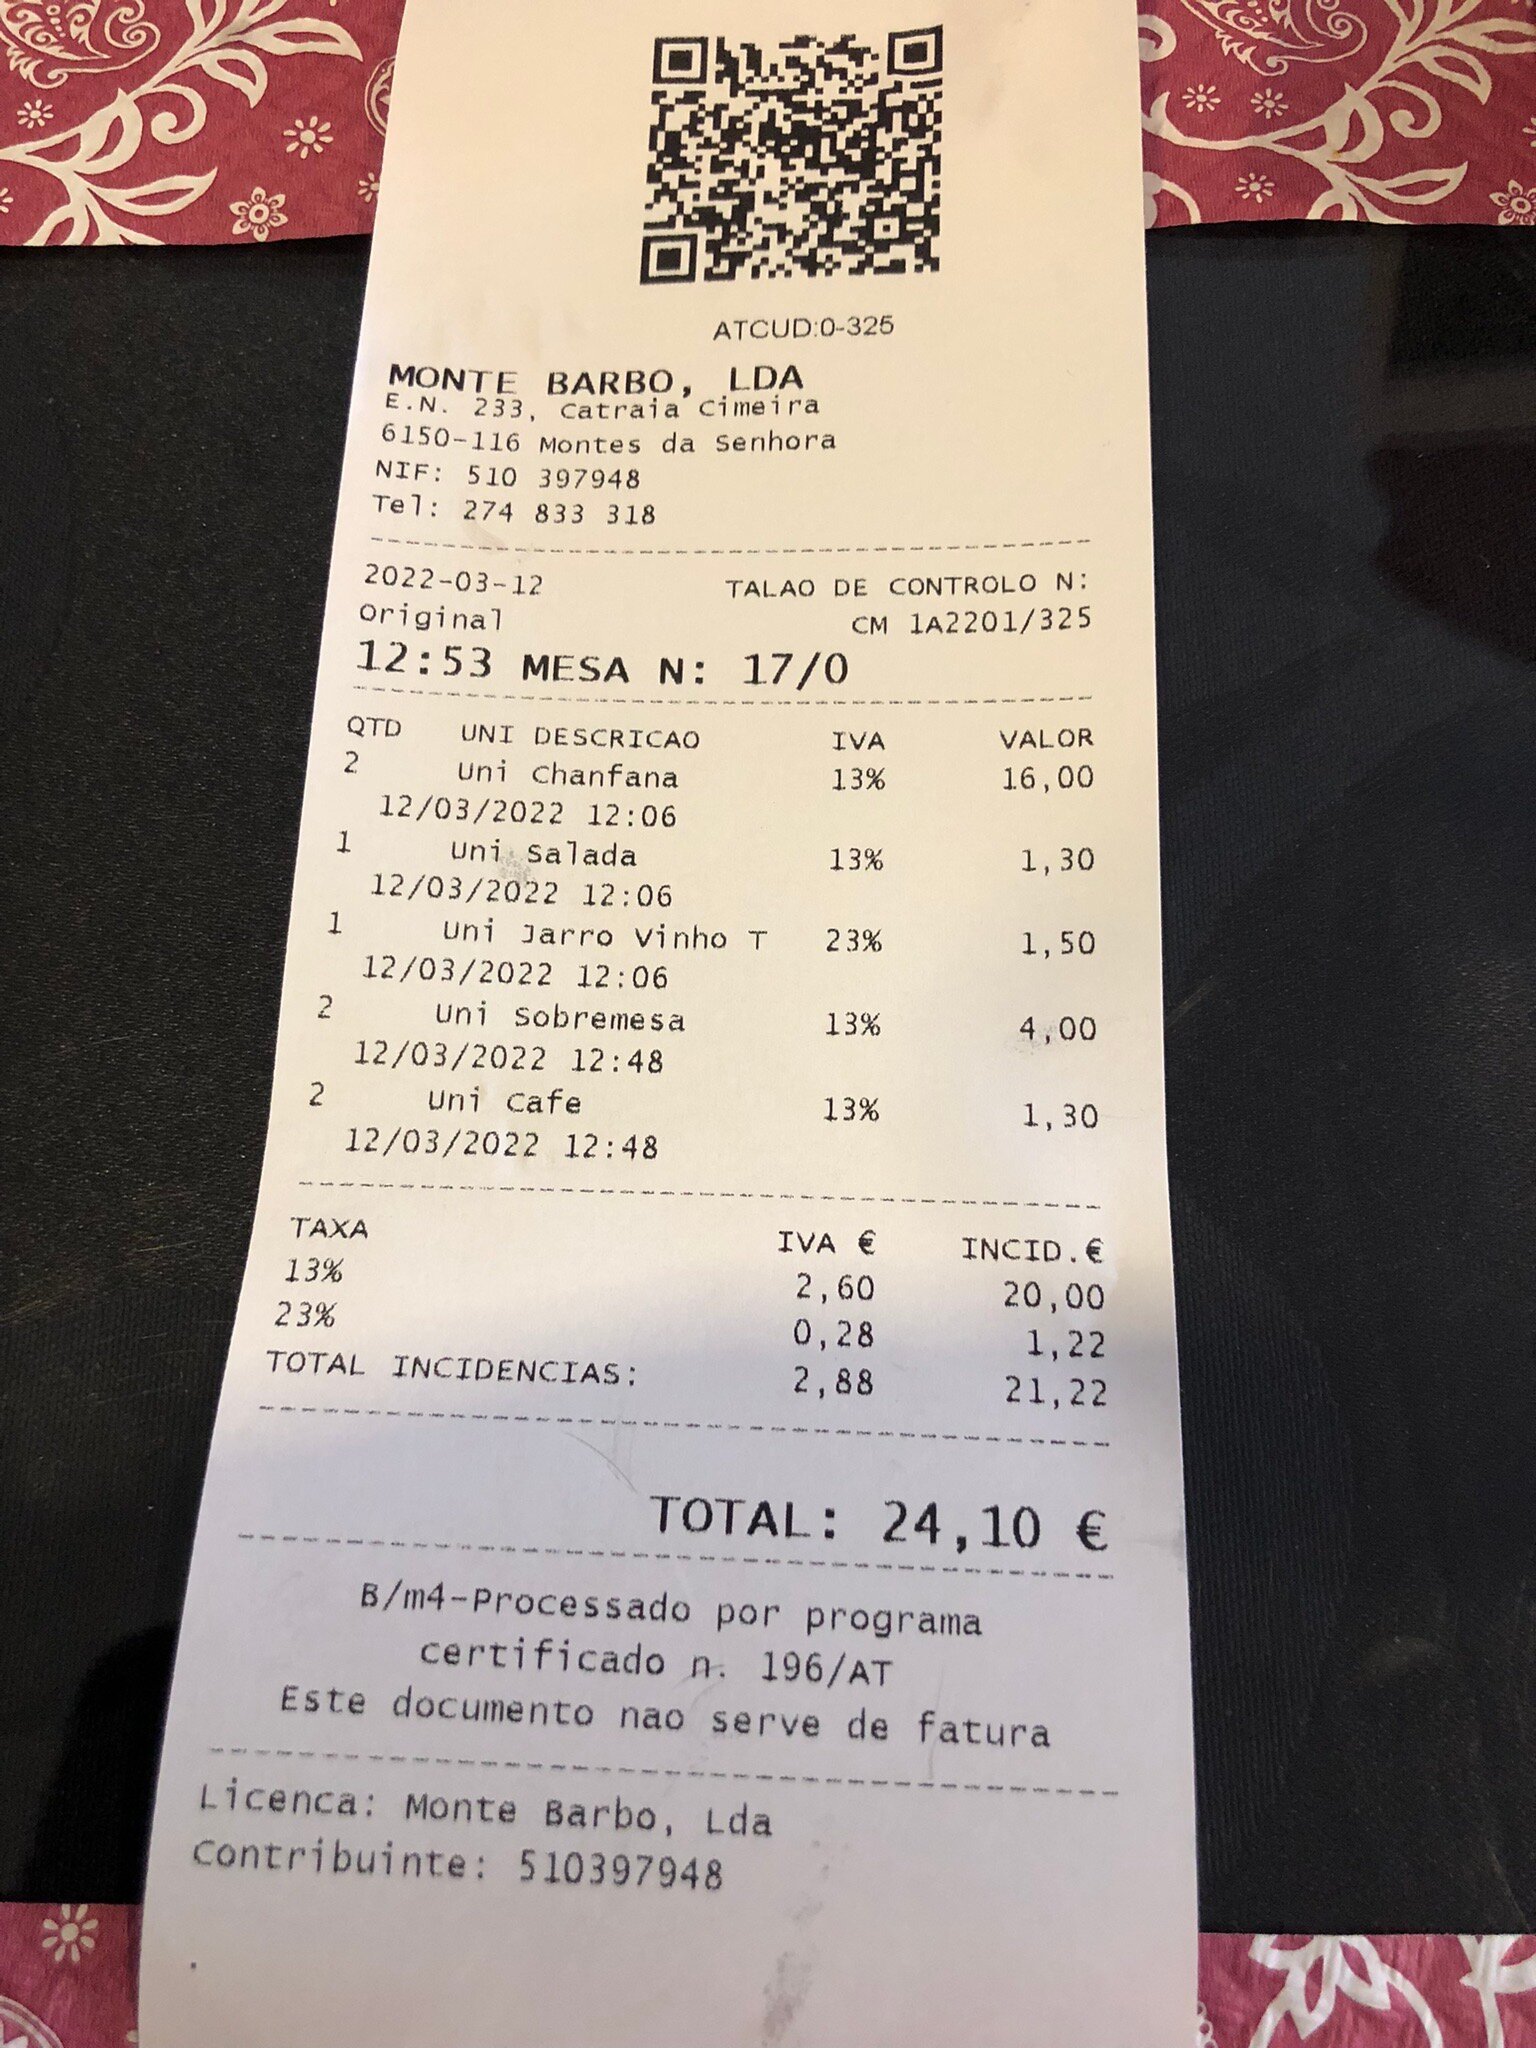 ATCUD:0-325
MONTE BARBO, LDA
E.N. 233, Catraia Cimeira
6150-116 Montes da Senhora
NIF: 510 397948
Tel: 274 833 318
2022-03-12 TALAO DE CONTROLO N:
Original CM 1A2201/325
12:53 MESA N: 17/0
QTD UNI DESCRICAO IVA VALOR
2 Uni Chanfana 13% 16,00
12/03/2022 12:06
1 Uni Salada 13% 1,30
12/03/2022 12:06
1 Uni Jarro Vinho T 23% 1,50
12/03/2022 12:06
2 Uni Sobremesa 13% 4,00
12/03/2022 12:48
2 Uni Cafe 13% 1,30
12/03/2022 12:48
TAXA IVA € INCID.€
13% 2,60 20,00
23% 0,28 1,22
TOTAL INCIDENCIAS: 2,88 21,22
TOTAL: 24,10 €
B/m4-Processado por programa
certificado n. 196/AT
Este documento nao serve de fatura
Licenca: Monte Barbo, Lda
Contribuinte: 510397948